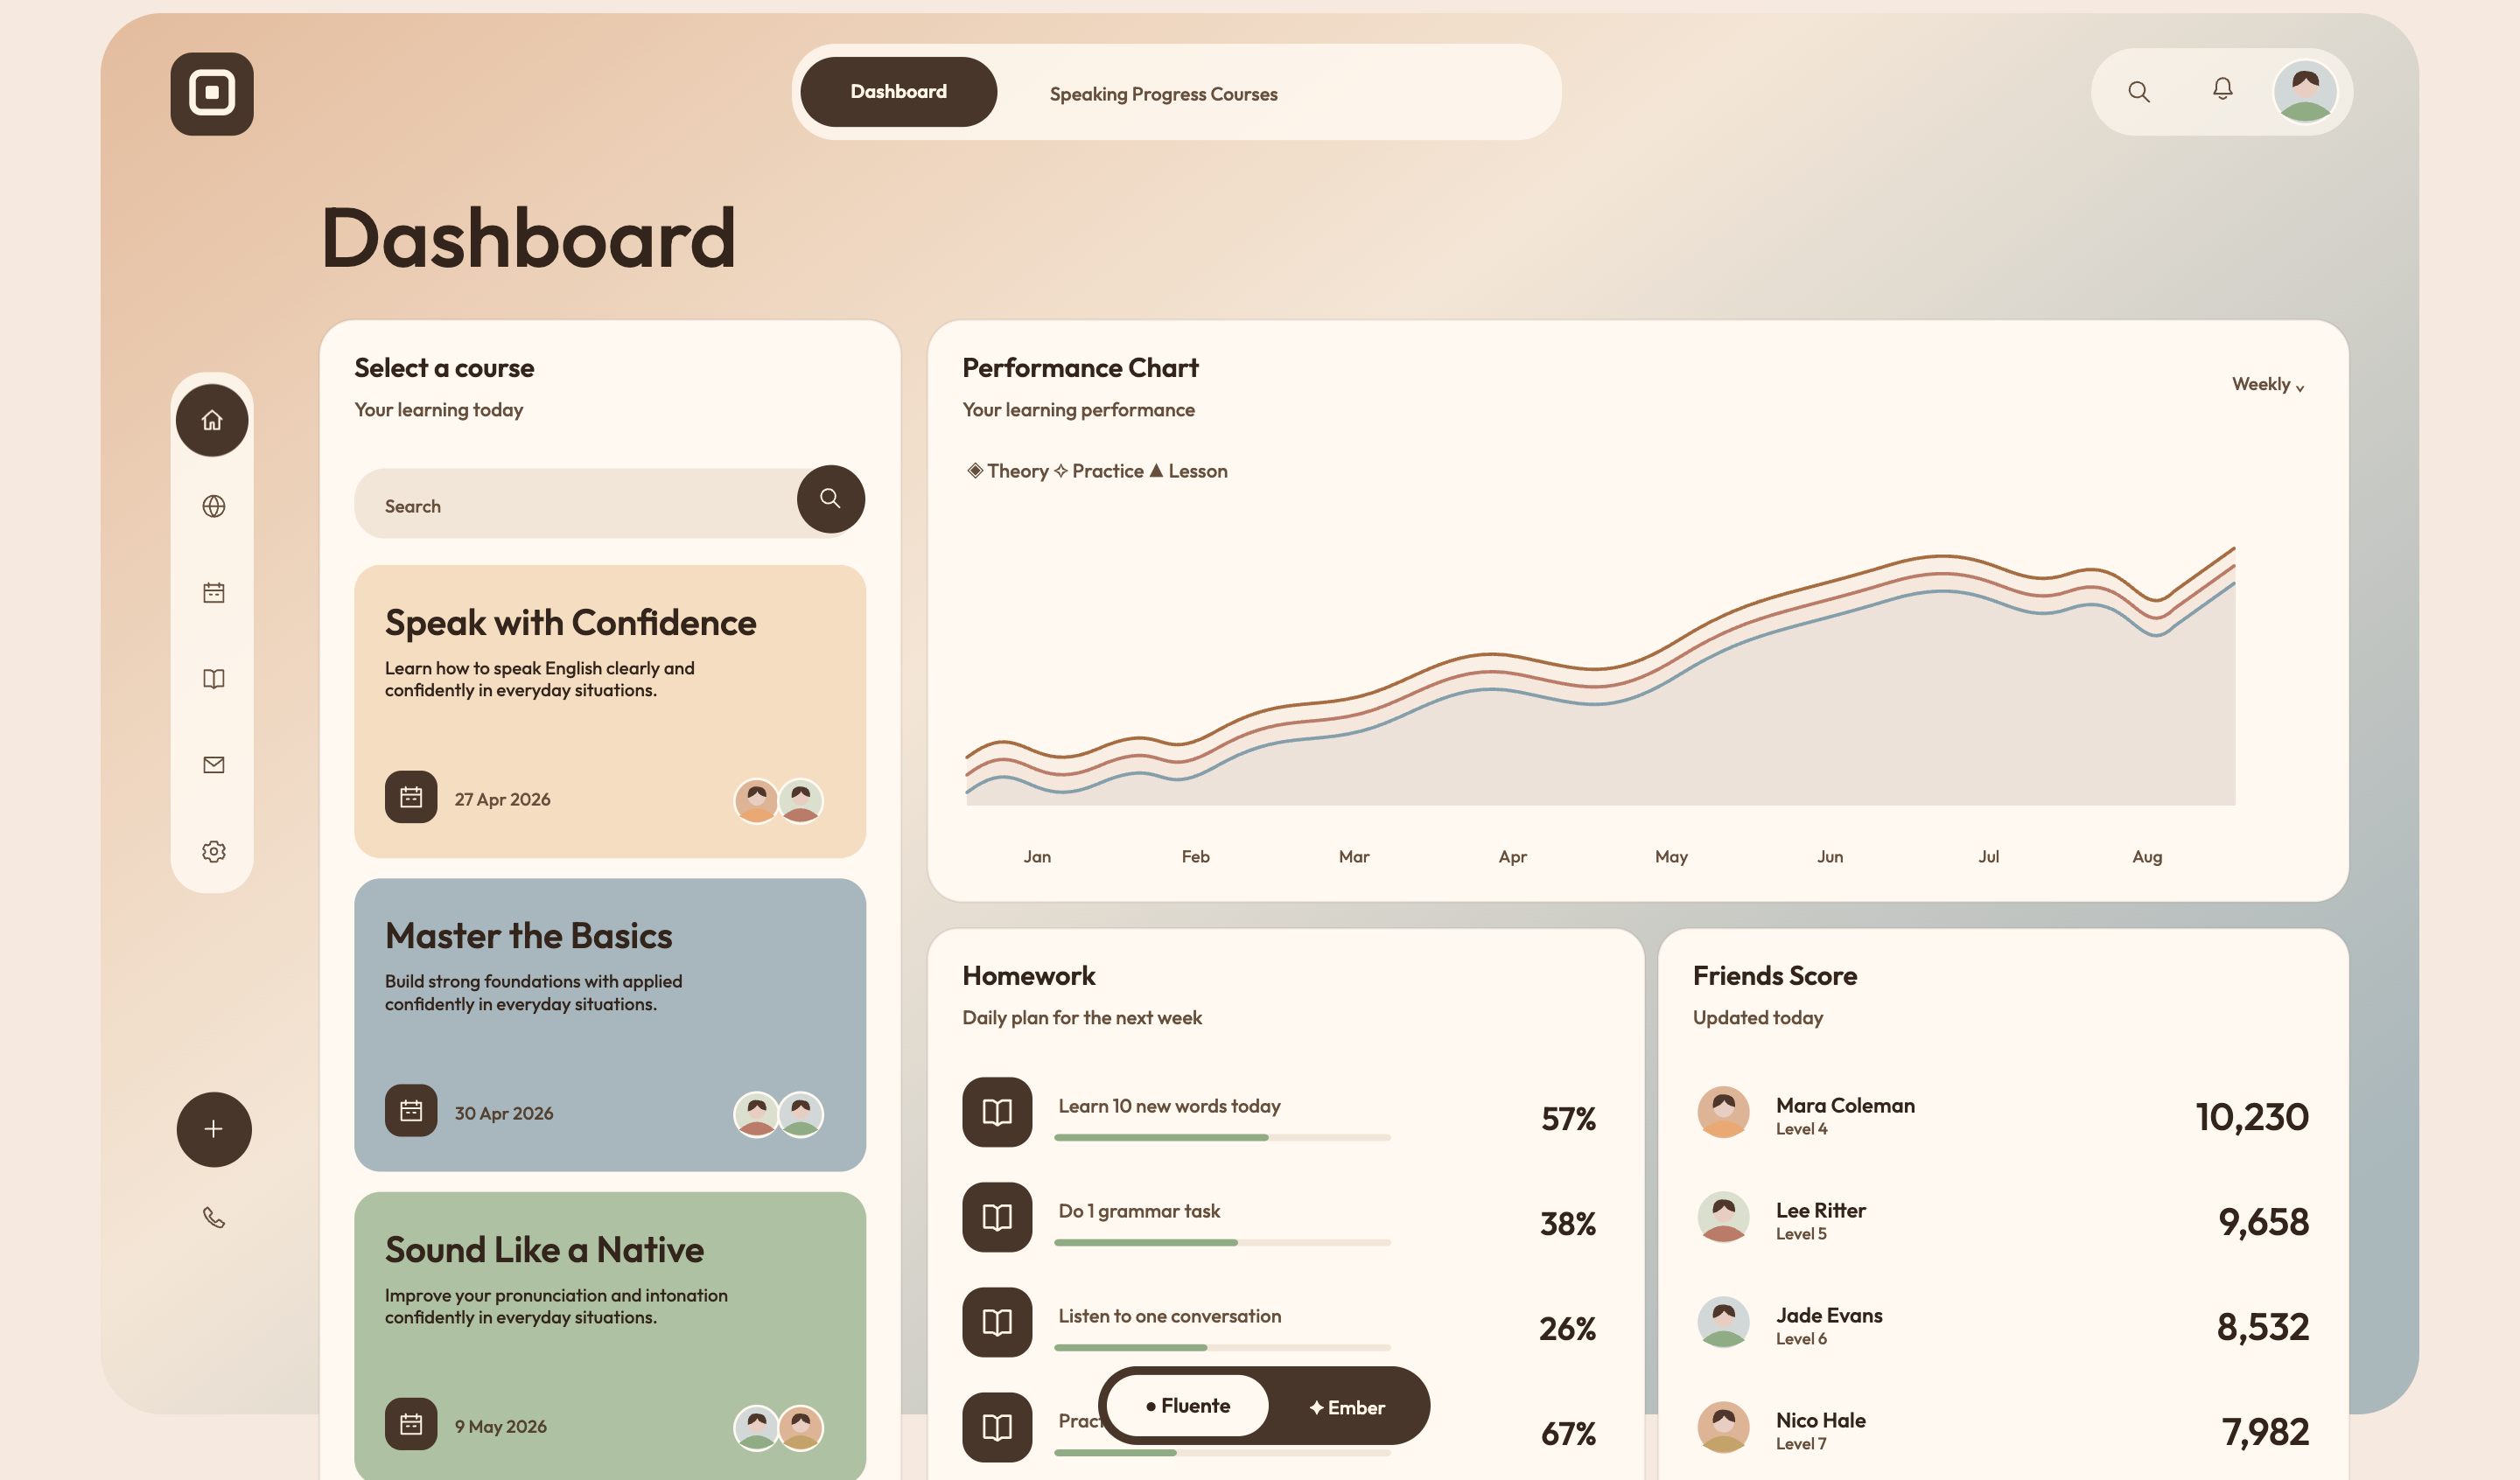 Dashboard
Speaking Progress Courses
Dashboard
Select a course
Your learning today
Search
Speak with Confidence
Learn how to speak English clearly and
confidently in everyday situations.
27 Apr 2026
Master the Basics
Build strong foundations with applied
confidently in everyday situations.
30 Apr 2026
Sound Like a Native
Improve your pronunciation and intonation
confidently in everyday situations.
9 May 2026
Performance Chart
Your learning performance
Weekly
Theory Practice Lesson
Jan Feb Mar Apr May Jun Jul Aug
Homework
Daily plan for the next week
Learn 10 new words today
57%
Do 1 grammar task
38%
Listen to one conversation
26%
67%
Friends Score
Updated today
Mara Coleman
Level 4
10,230
Lee Ritter
Level 5
9,658
Jade Evans
Level 6
8,532
Nico Hale
Level 7
7,982
Fluente
Ember